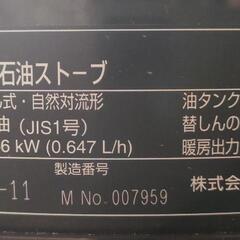 石油ストーブ
式・自然対流形
油タンク
油(JIS1号)
替しんの
6 kW (0.647 L/h)
暖房出力
製造番号
-11
M No. 007959
株式会